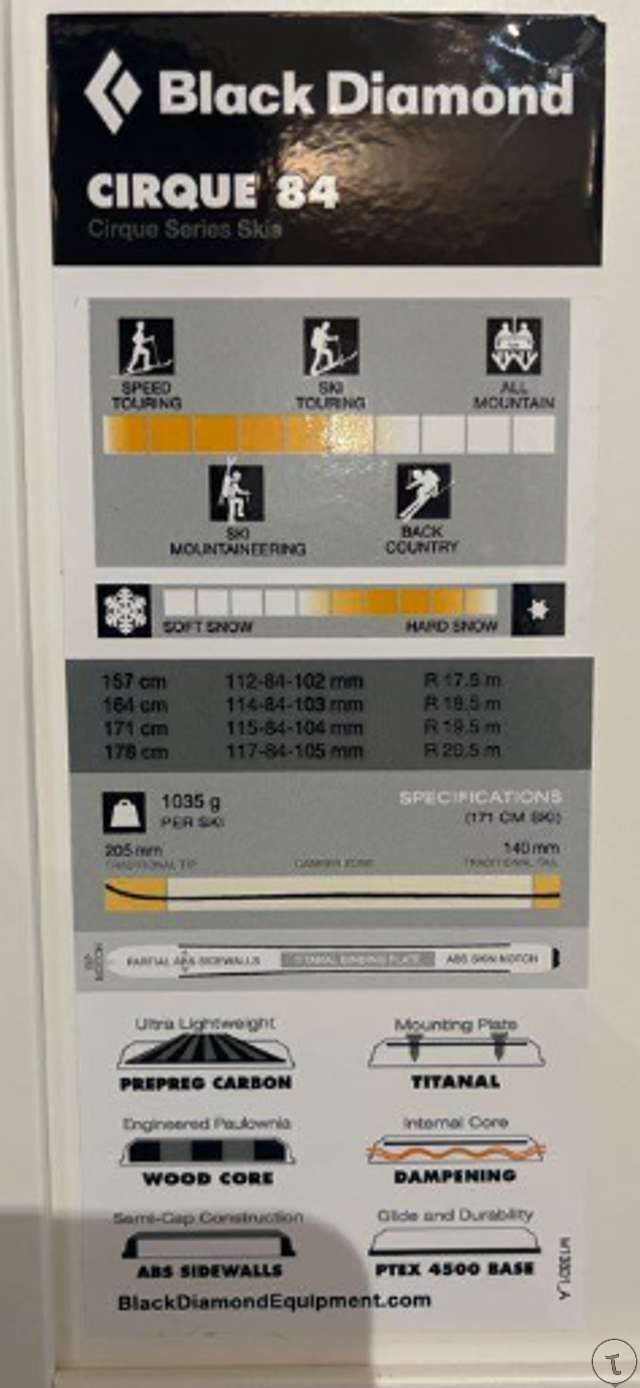 Black Diamond
CIRQUE 84
Cirque Series Skis
SPEED TOURING
SKI TOURING
ALL MOUNTAIN
SKI MOUNTAINEERING
BACK COUNTRY
SOFT SNOW HARD SNOW
157 cm 112-84-102 mm R 17.5 m
164 cm 114-84-103 mm R 18.5 m
171 cm 115-84-104 mm R 19.5 m
178 cm 117-84-105 mm R 20.5 m
1035 g
PER SKI
SPECIFICATIONS
(171 CM SKI)
205 mm 140 mm
TRADITIONAL TIP CAMBER ZONE TRADITIONAL TAIL
PARTIAL ABS SIDEWALLS TITANAL BINDING PLATE ABS SKIN NOTCH
Ultra Lightweight
PREPREG CARBON
Mounting Plate
TITANAL
Engineered Paulownia
WOOD CORE
Internal Core
DAMPENING
Semi-Cap Construction
ABS SIDEWALLS
Glide and Durability
PTEX 4500 BASE
BlackDiamondEquipment.com